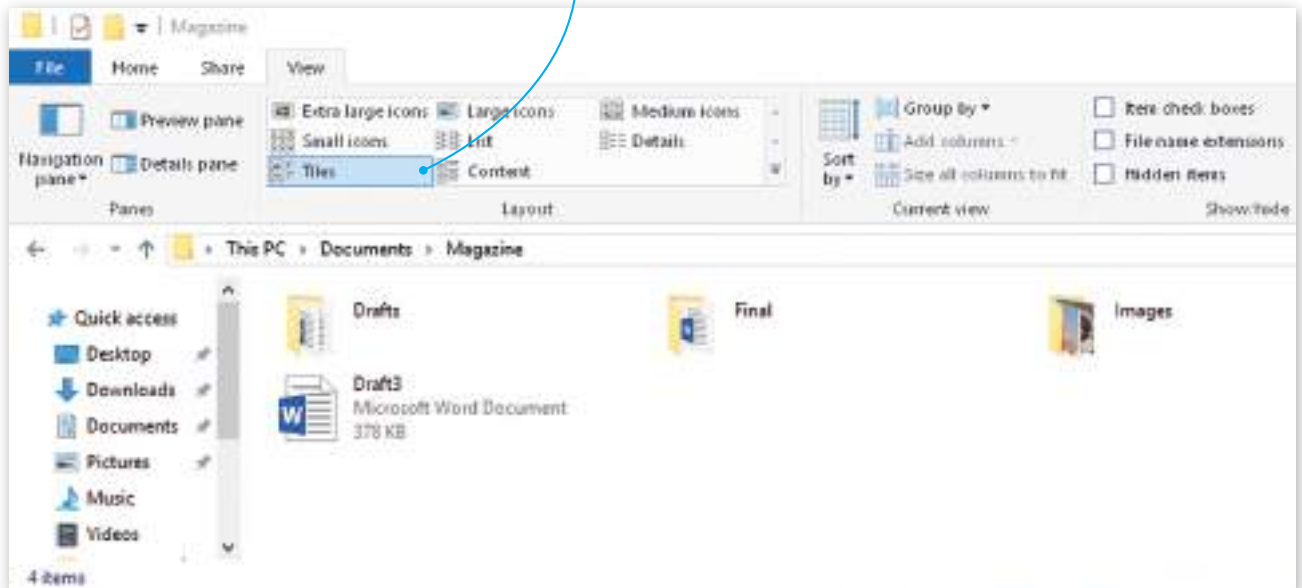 Magazine
File Home Share View
Navigation pane
Preview pane
Details pane
Panes
Extra large icons Large icons Medium icons
Small icons List Details
Tiles Content
Layout
Sort by
Group by
Add columns
Size all columns to fit
Current view
Item check boxes
File name extensions
Hidden items
Show/hide
This PC Documents Magazine
Quick access
Desktop
Downloads
Documents
Pictures
Music
Videos
Drafts
Final
Images
Draft3
Microsoft Word Document
378 KB
4 items